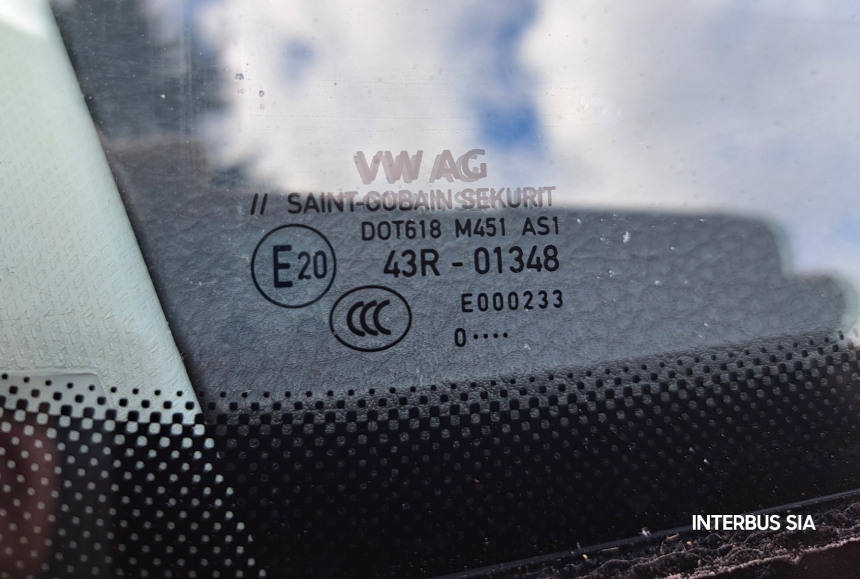 VW AG
// SAINT-GOBAIN SEKURIT
DOT618 M451 AS1
E20 43R - 01348
CCC E000233
0····
INTERBUS SIA